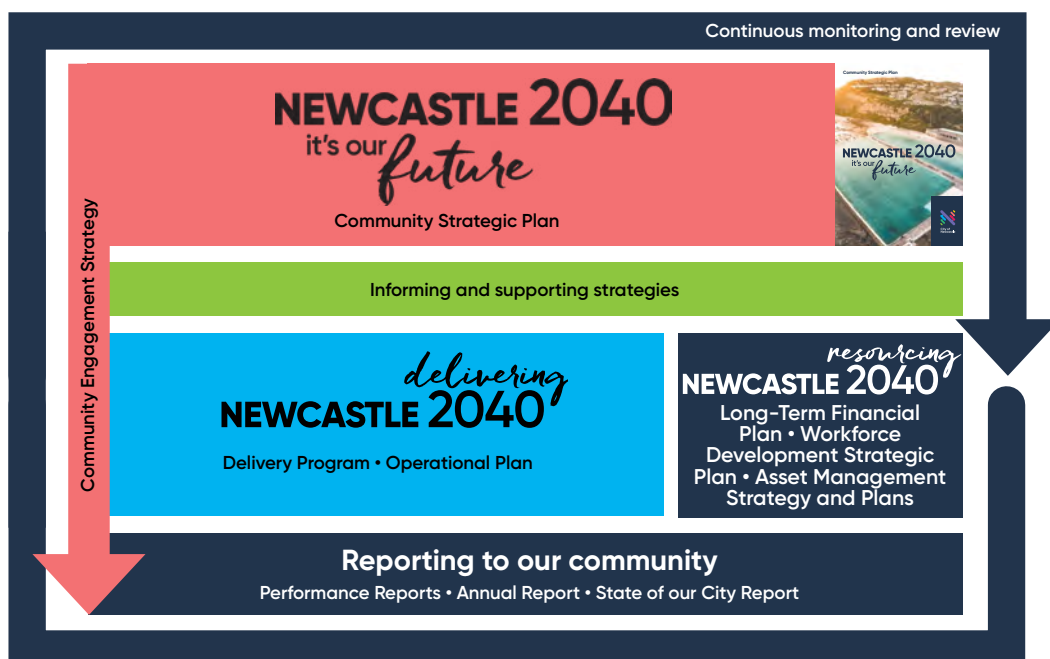 Continuous monitoring and review
NEWCASTLE 2040
it's our future
Community Strategic Plan
Community Strategic Plan
NEWCASTLE 2040
it's our future
City of
Newcastle
Community Engagement Strategy
Informing and supporting strategies
delivering
NEWCASTLE 2040
Delivery Program • Operational Plan
resourcing
NEWCASTLE 2040
Long-Term Financial
Plan • Workforce
Development Strategic
Plan • Asset Management
Strategy and Plans
Reporting to our community
Performance Reports • Annual Report • State of our City Report